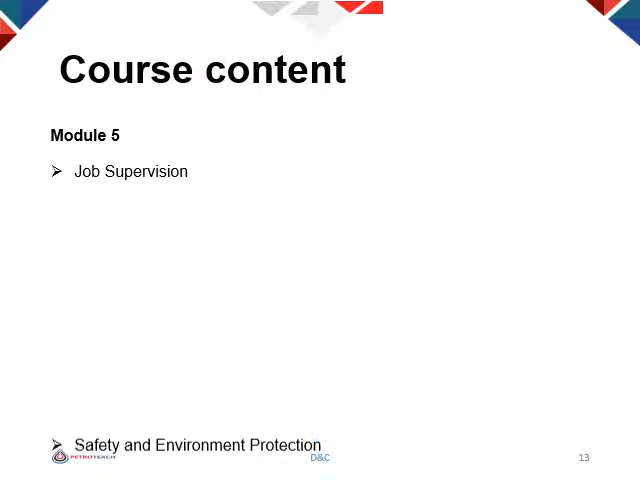 Course content
Module 5
➢ Job Supervision
➢ Safety and Environment Protection
PETROTEACH
D&C
13